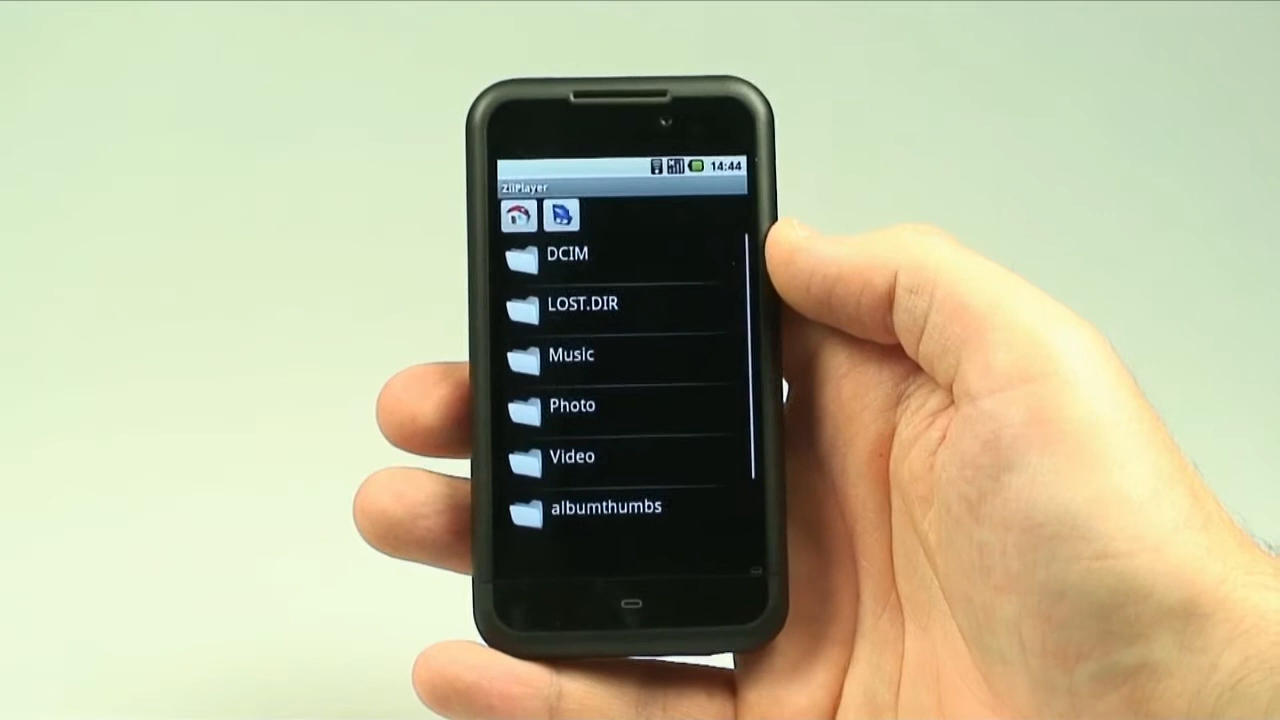 14:44
ZiiPlayer
DCIM
LOST.DIR
Music
Photo
Video
albumthumbs